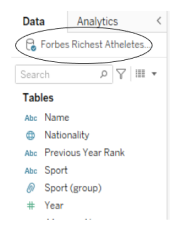 Data Analytics <
Forbes Richest Atheletes...
Search
Tables
Abc Name
Nationality
Abc Previous Year Rank
Abc Sport
Sport (group)
# Year